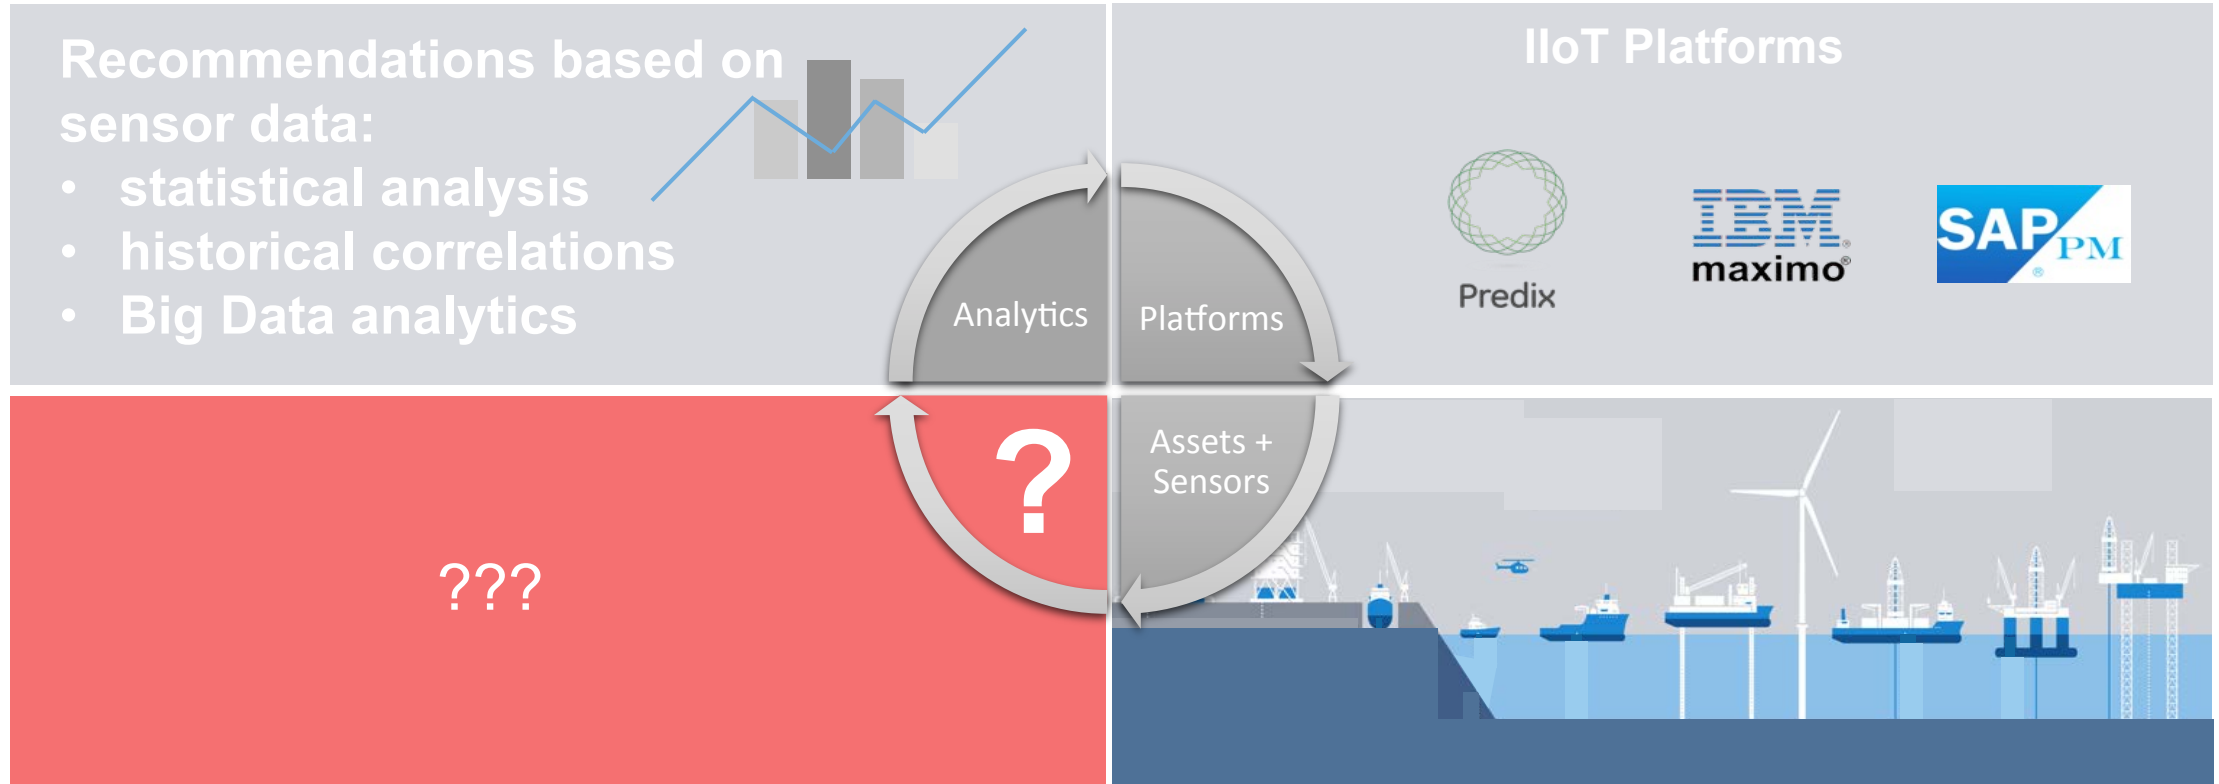 Recommendations based on
sensor data:
• statistical analysis
• historical correlations
• Big Data analytics
IIoT Platforms
Predix
IBM®
maximo®
SAP® PM
Analytics
Platforms
?
Assets +
Sensors
???